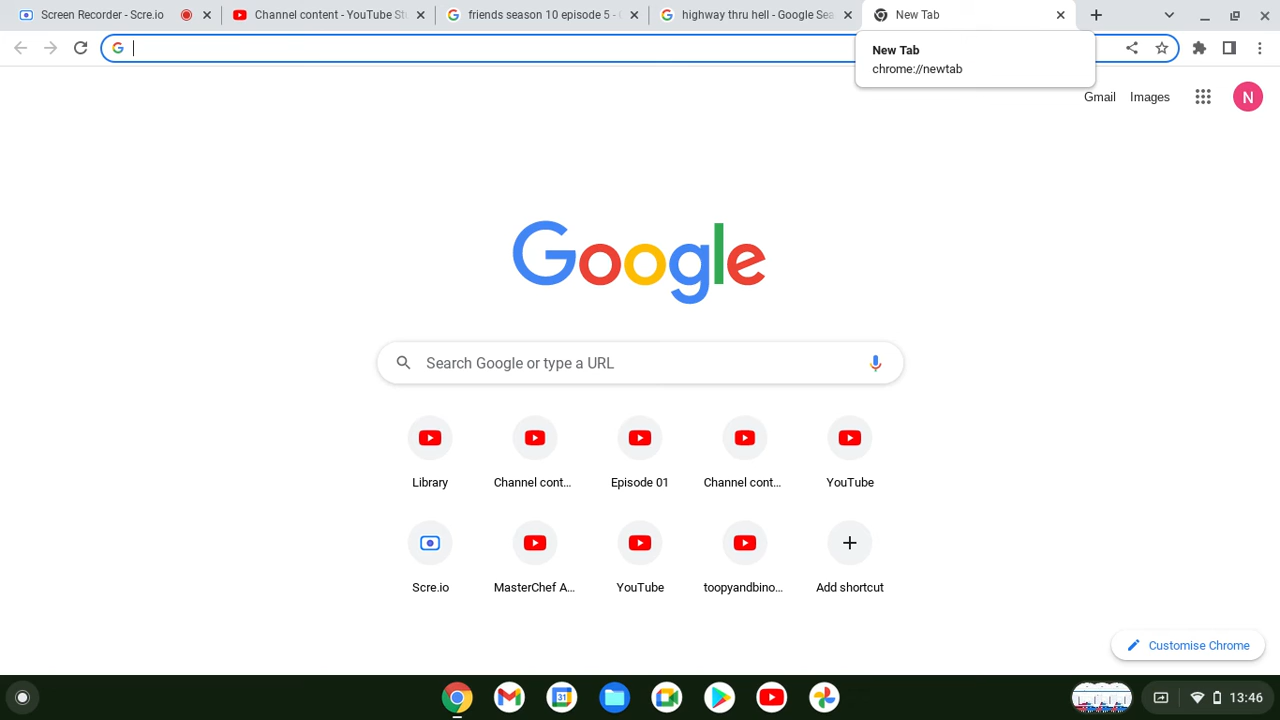 Screen Recorder - Scre.io
Channel content - YouTube St
friends season 10 episode 5 -
highway thru hell - Google Sea
New Tab
New Tab
chrome://newtab
Gmail
Images
N
Google
Search Google or type a URL
Library
Channel cont...
Episode 01
Channel cont...
YouTube
Scre.io
MasterChef A...
YouTube
toopyandbino...
Add shortcut
Customise Chrome
31
13:46